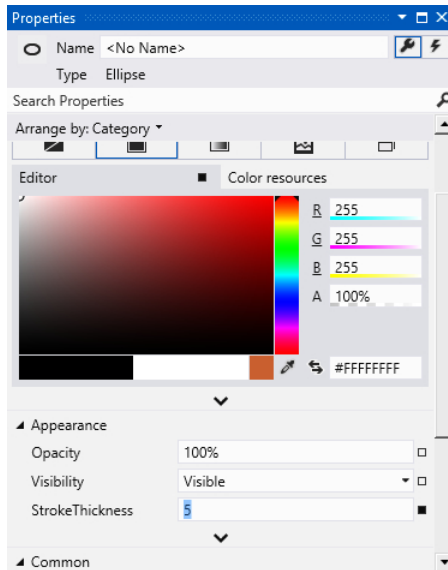 Properties
Name <No Name>
Type Ellipse
Search Properties
Arrange by: Category
Editor Color resources
R 255
G 255
B 255
A 100%
#FFFFFFFF
Appearance
Opacity 100%
Visibility Visible
StrokeThickness 5
Common